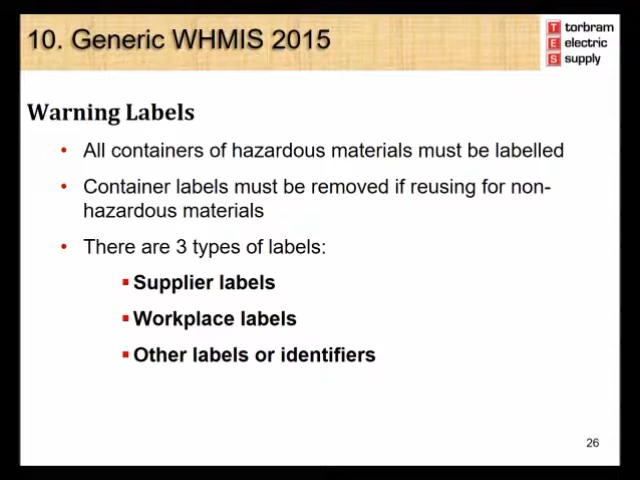 10. Generic WHMIS 2015
T torbram
E electric
S supply
Warning Labels
• All containers of hazardous materials must be labelled
• Container labels must be removed if reusing for non-
hazardous materials
• There are 3 types of labels:
▪ Supplier labels
▪ Workplace labels
▪ Other labels or identifiers
26